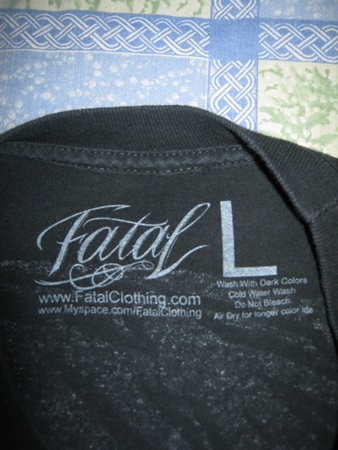 Fatal
L
www.FatalClothing.com
www.Myspace.com/FatalClothing
Wash With Dark Colors
Cold Water Wash
Do Not Bleach
Air Dry for longer color life